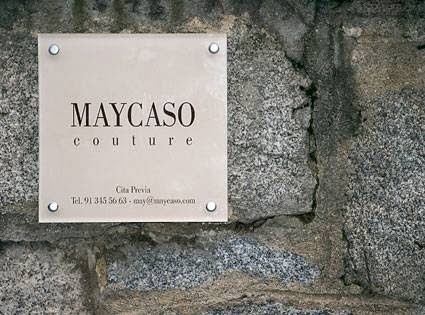 MAYCASO
couture
Cita Previa
Tel. 91 345 56 63 - may@maycaso.com